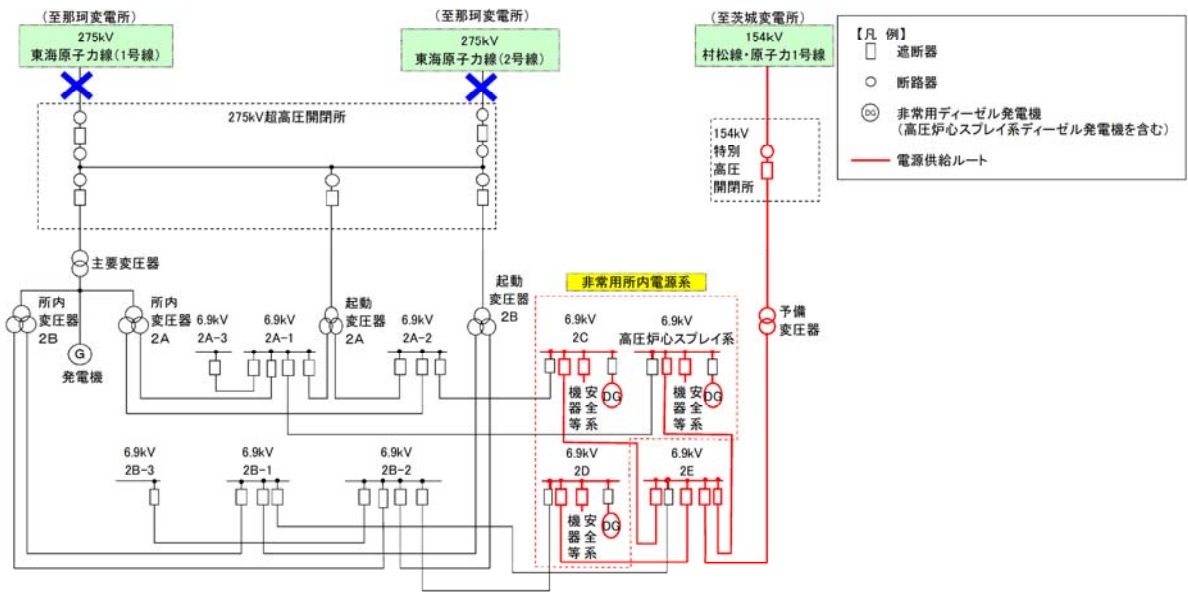 (至那珂変電所)
275kV
東海原子力線(1号線)
(至那珂変電所)
275kV
東海原子力線(2号線)
(至茨城変電所)
154kV
村松線・原子力1号線
【凡 例】
遮断器
断路器
DG
非常用ディーゼル発電機
(高圧炉心スプレイ系ディーゼル発電機を含む)
電源供給ルート
275kV超高圧開閉所
154kV
特別
高圧
開閉所
主要変圧器
所内
変圧器
2B
所内
変圧器
2A
G
発電機
起動
変圧器
2A
起動
変圧器
2B
予備
変圧器
非常用所内電源系
6.9kV
2A-3
6.9kV
2A-1
6.9kV
2A-2
6.9kV
2C
安全系
機器等
DG
6.9kV
高圧炉心スプレイ系
安全系
機器等
DG
6.9kV
2B-3
6.9kV
2B-1
6.9kV
2B-2
6.9kV
2D
安全系
機器等
DG
6.9kV
2E